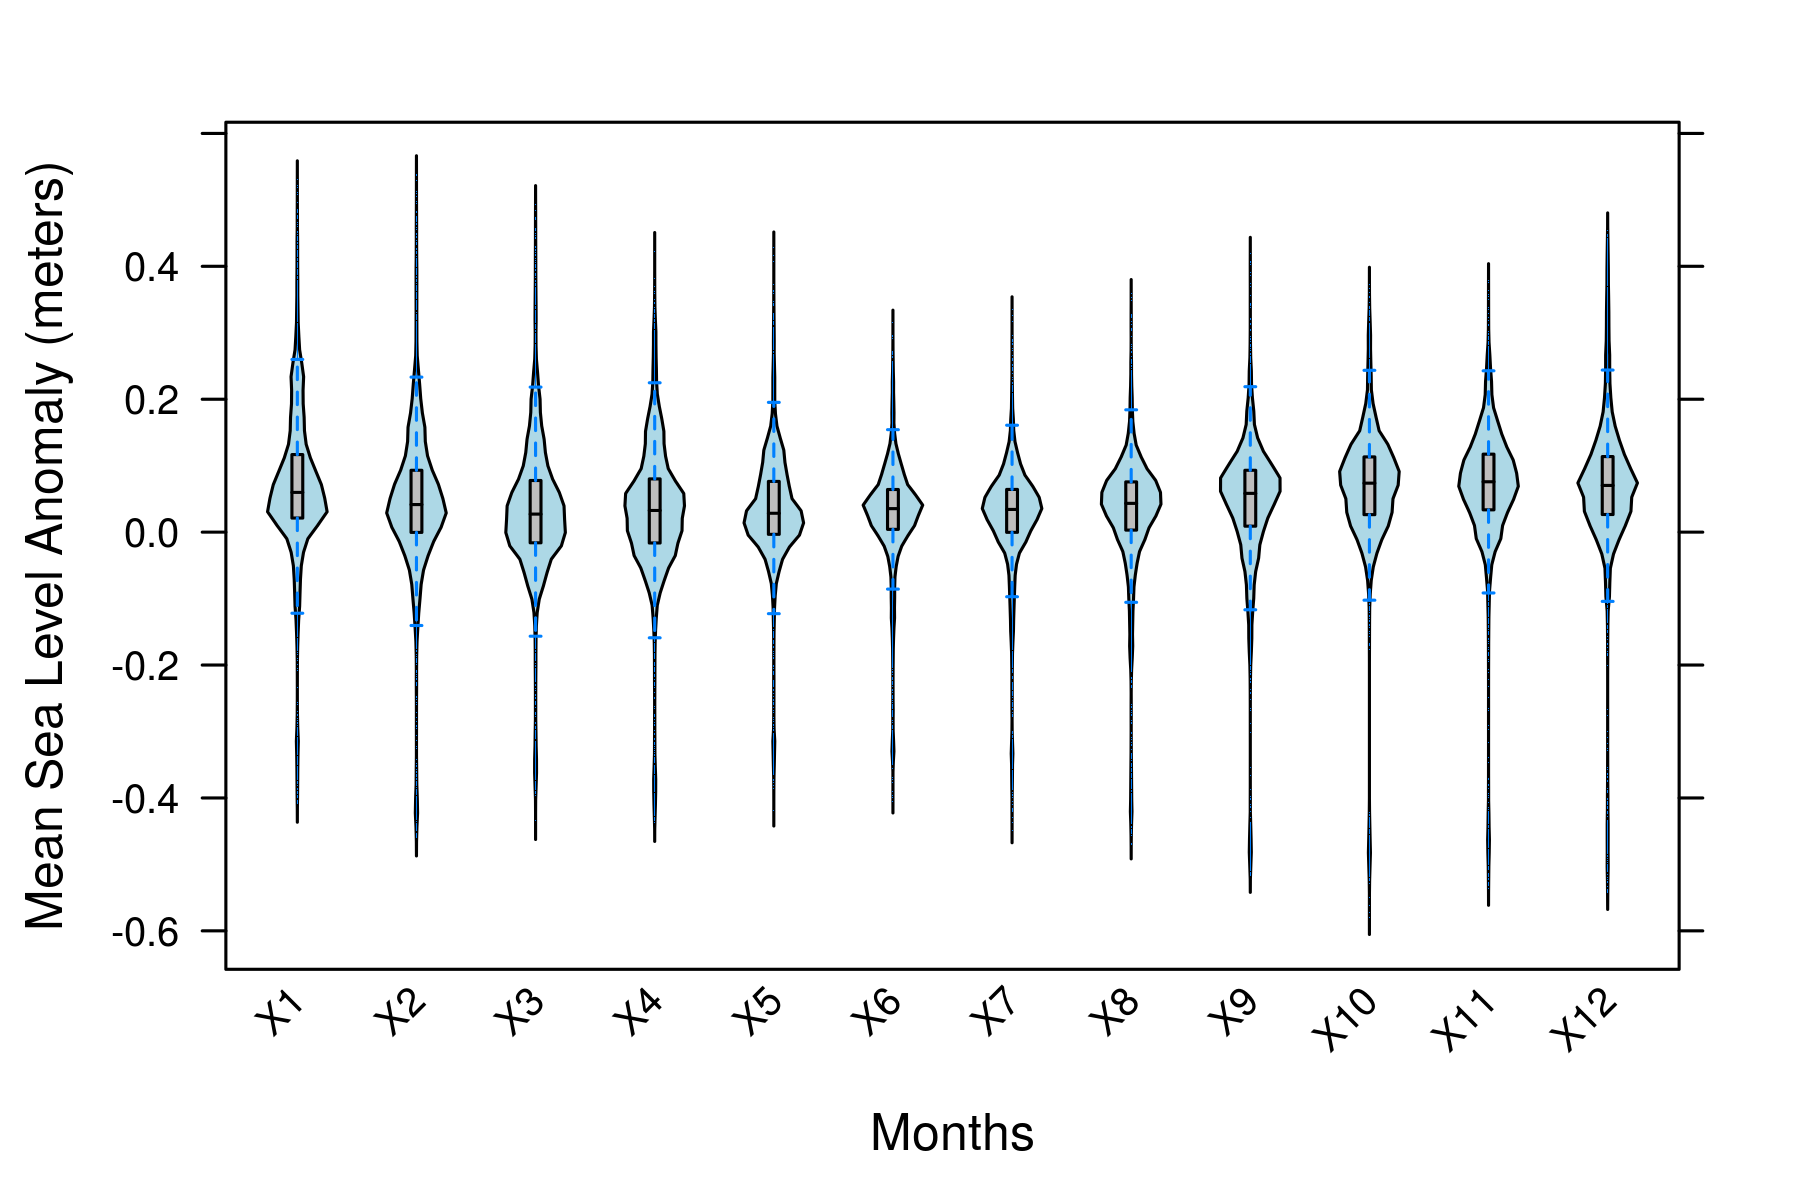 Mean Sea Level Anomaly (meters)
0.4
0.2
0.0
-0.2
-0.4
-0.6
X1 X2 X3 X4 X5 X6 X7 X8 X9 X10 X11 X12
Months